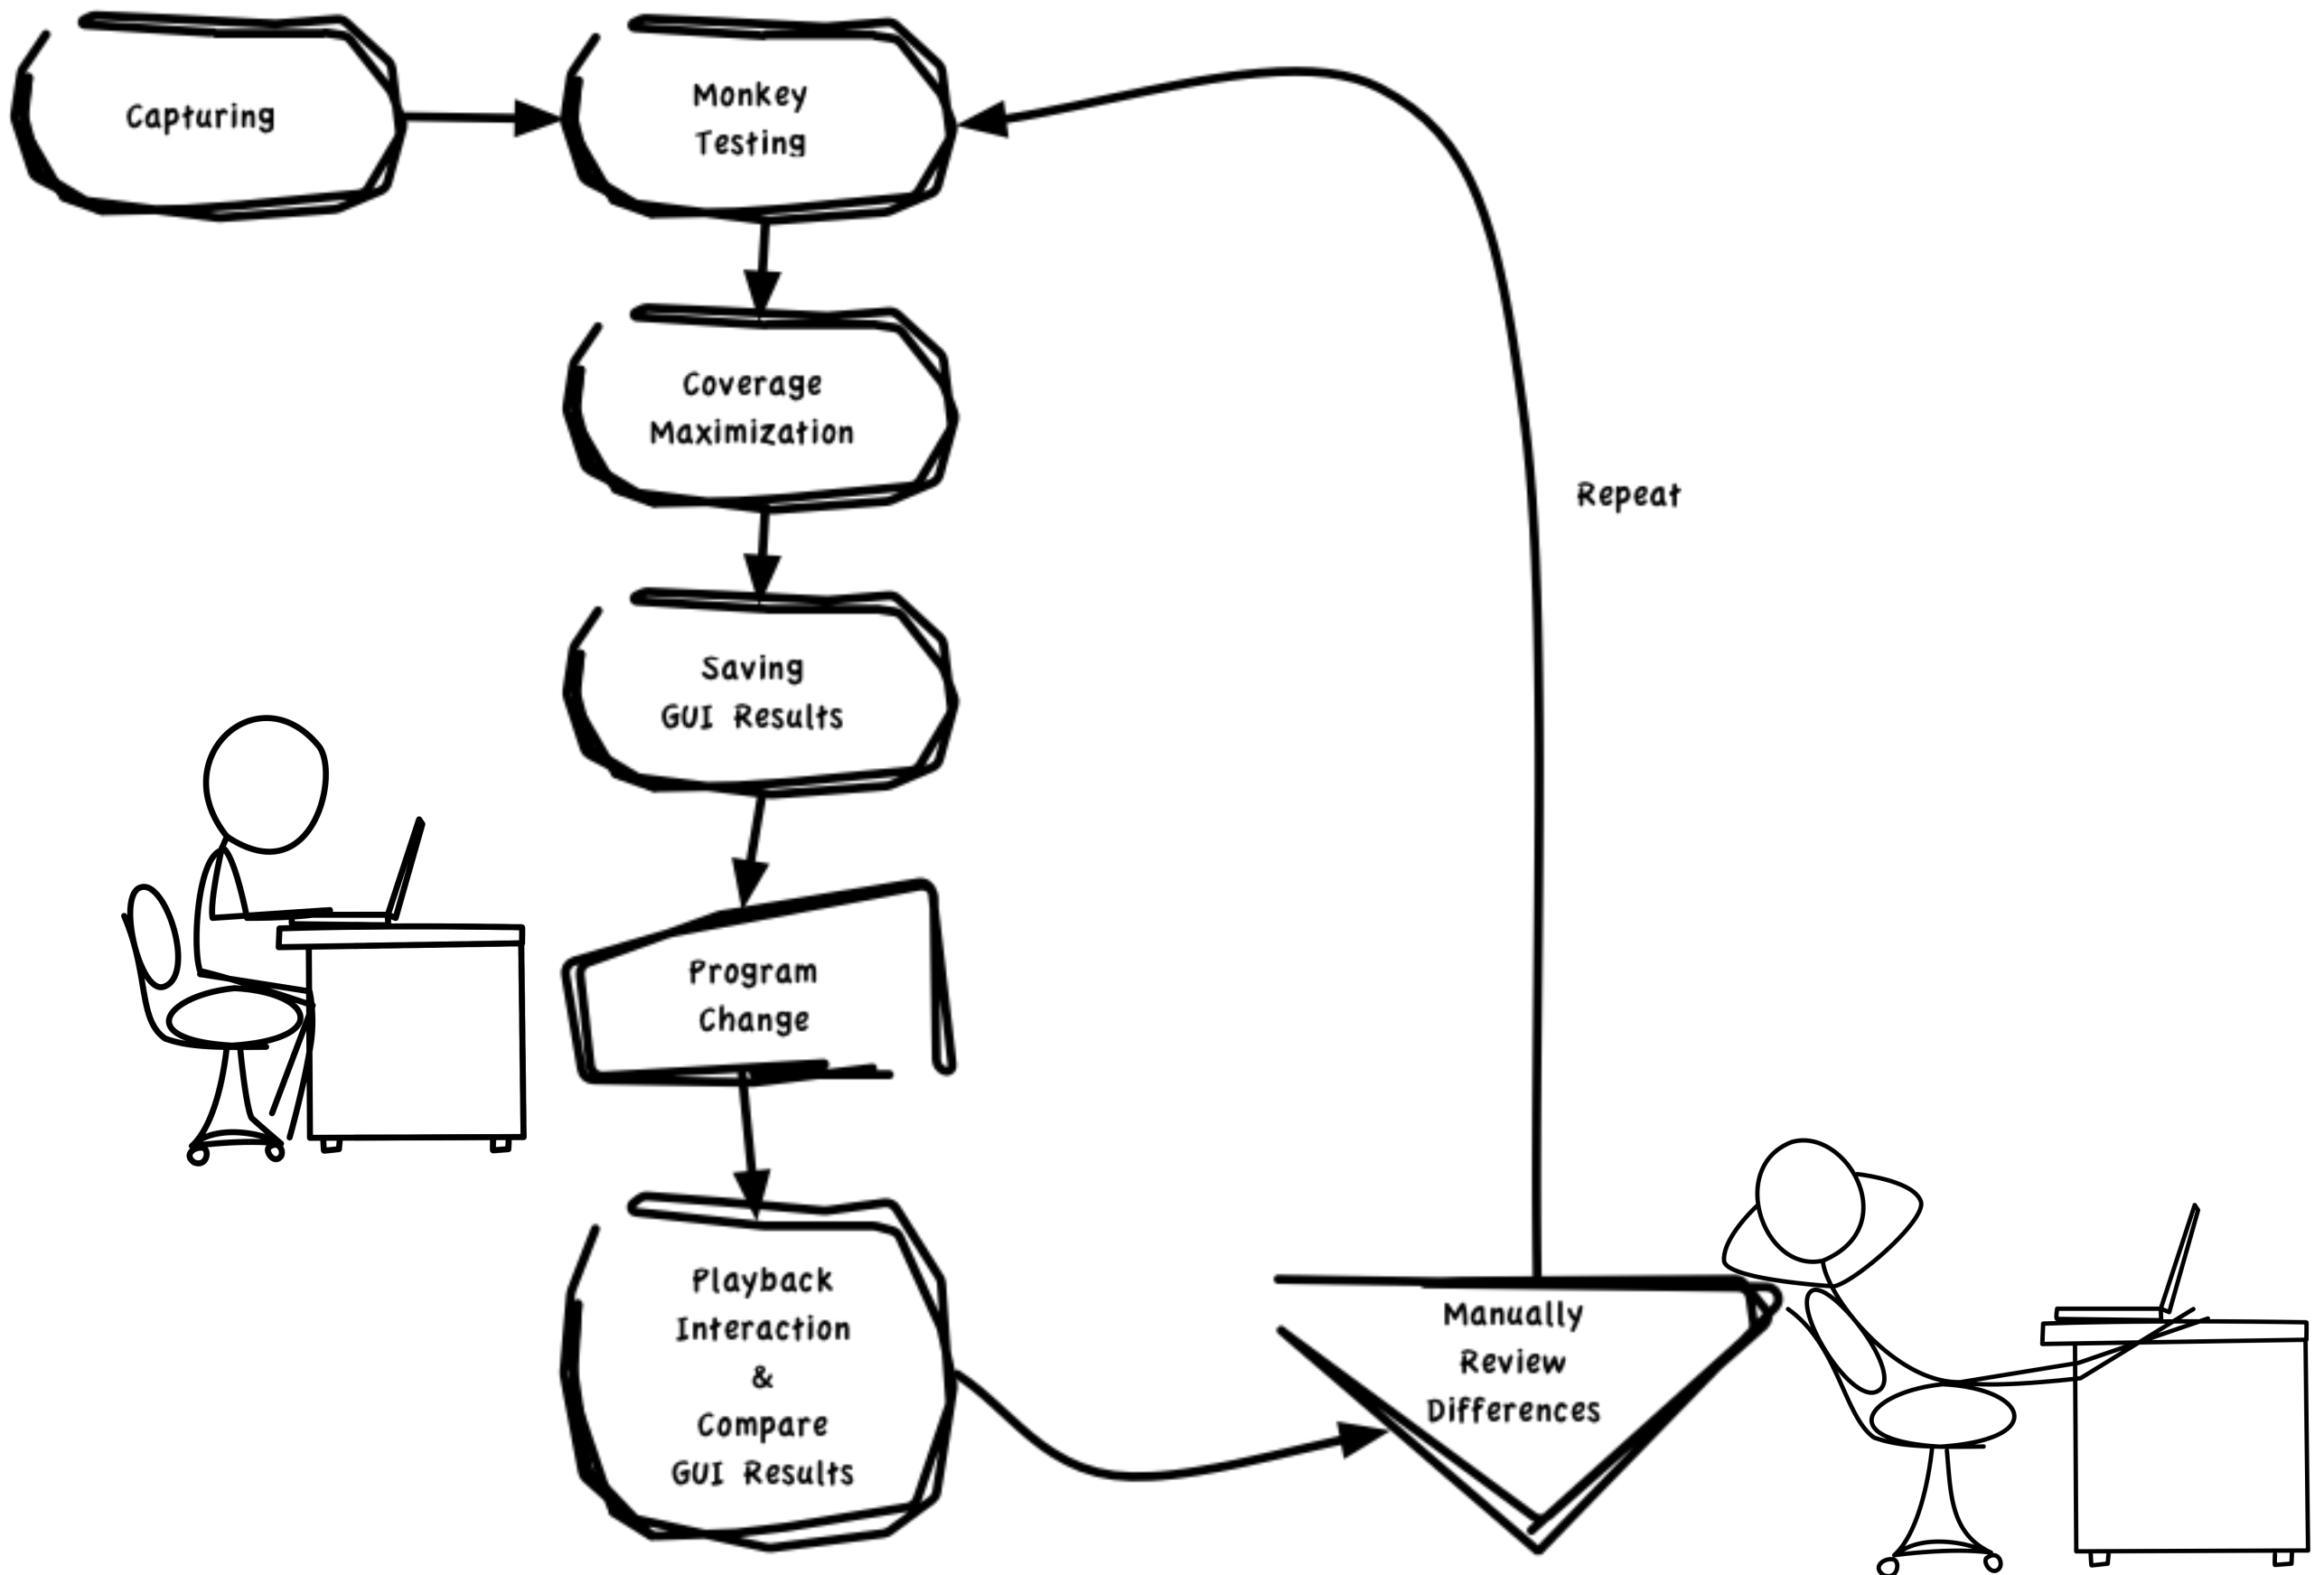 Capturing
Monkey
Testing
Coverage
Maximization
Repeat
Saving
GUI Results
Program
Change
Playback
Interaction
&
Compare
GUI Results
Manually
Review
Differences